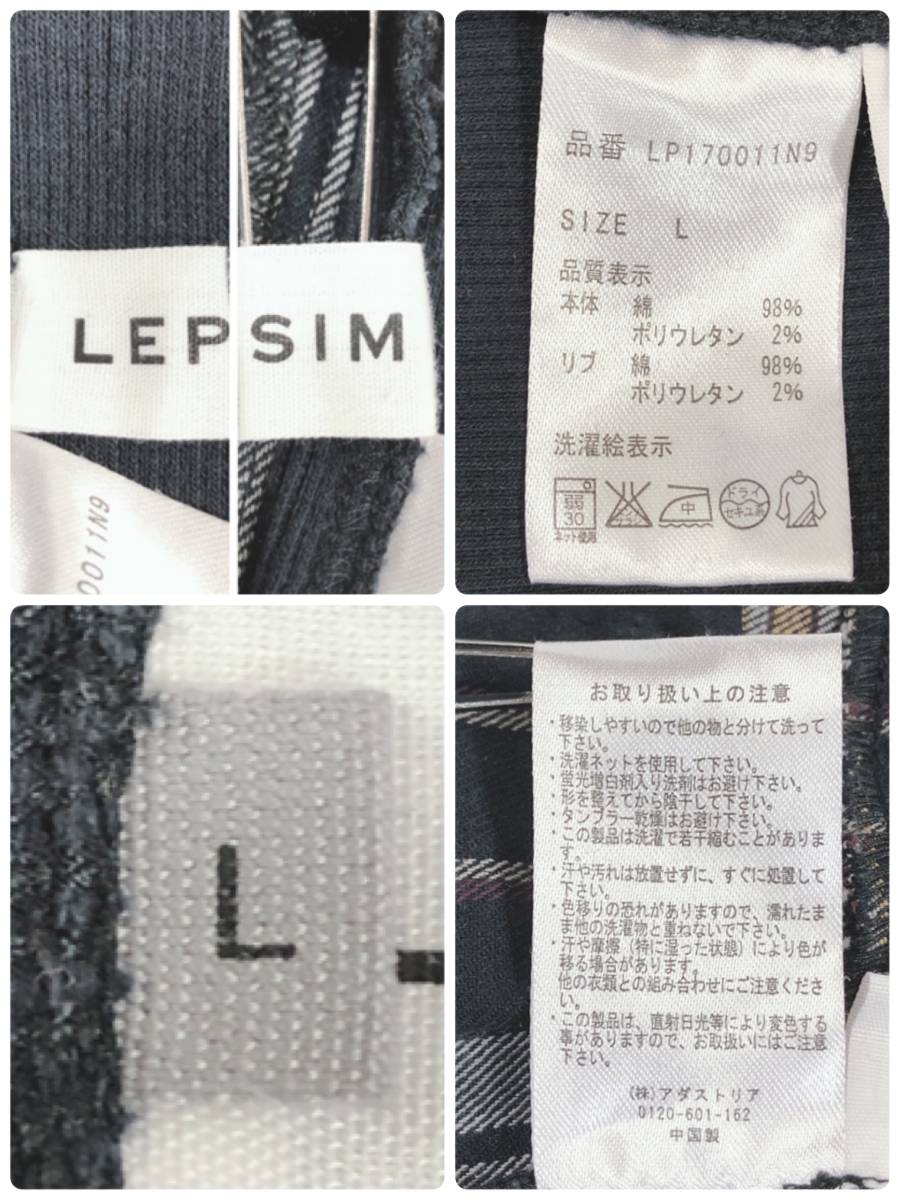 LEPSIM
0011N9
品番 LP170011N9
SIZE L
品質表示
本体 綿 98%
ポリウレタン 2%
リブ 綿 98%
ポリウレタン 2%
洗濯絵表示
弱
30
ネット使用
エンソ
サラシ
中
ドライ
セキユ系
L
お取り扱い上の注意
・移染しやすいので他の物と分けて洗って
下さい。
・洗濯ネットを使用して下さい。
・蛍光増白剤入り洗剤はお避け下さい。
・形を整えてから陰干して下さい。
・タンブラー乾燥はお避け下さい。
・この製品は洗濯で若干縮むことがありま
す。
・汗や汚れは放置せずに、すぐに処置して
下さい。
・色移りの恐れがありますので、濡れたま
ま他の洗濯物と重ねないで下さい。
・汗や摩擦（特に湿った状態）により色が
移る場合があります。
他の衣類との組み合わせにご注意くださ
い。
・この製品は、直射日光等により変色する
事がありますので、お取扱いにはご注意
下さい。
(株)アダストリア
0120-601-162
中国製